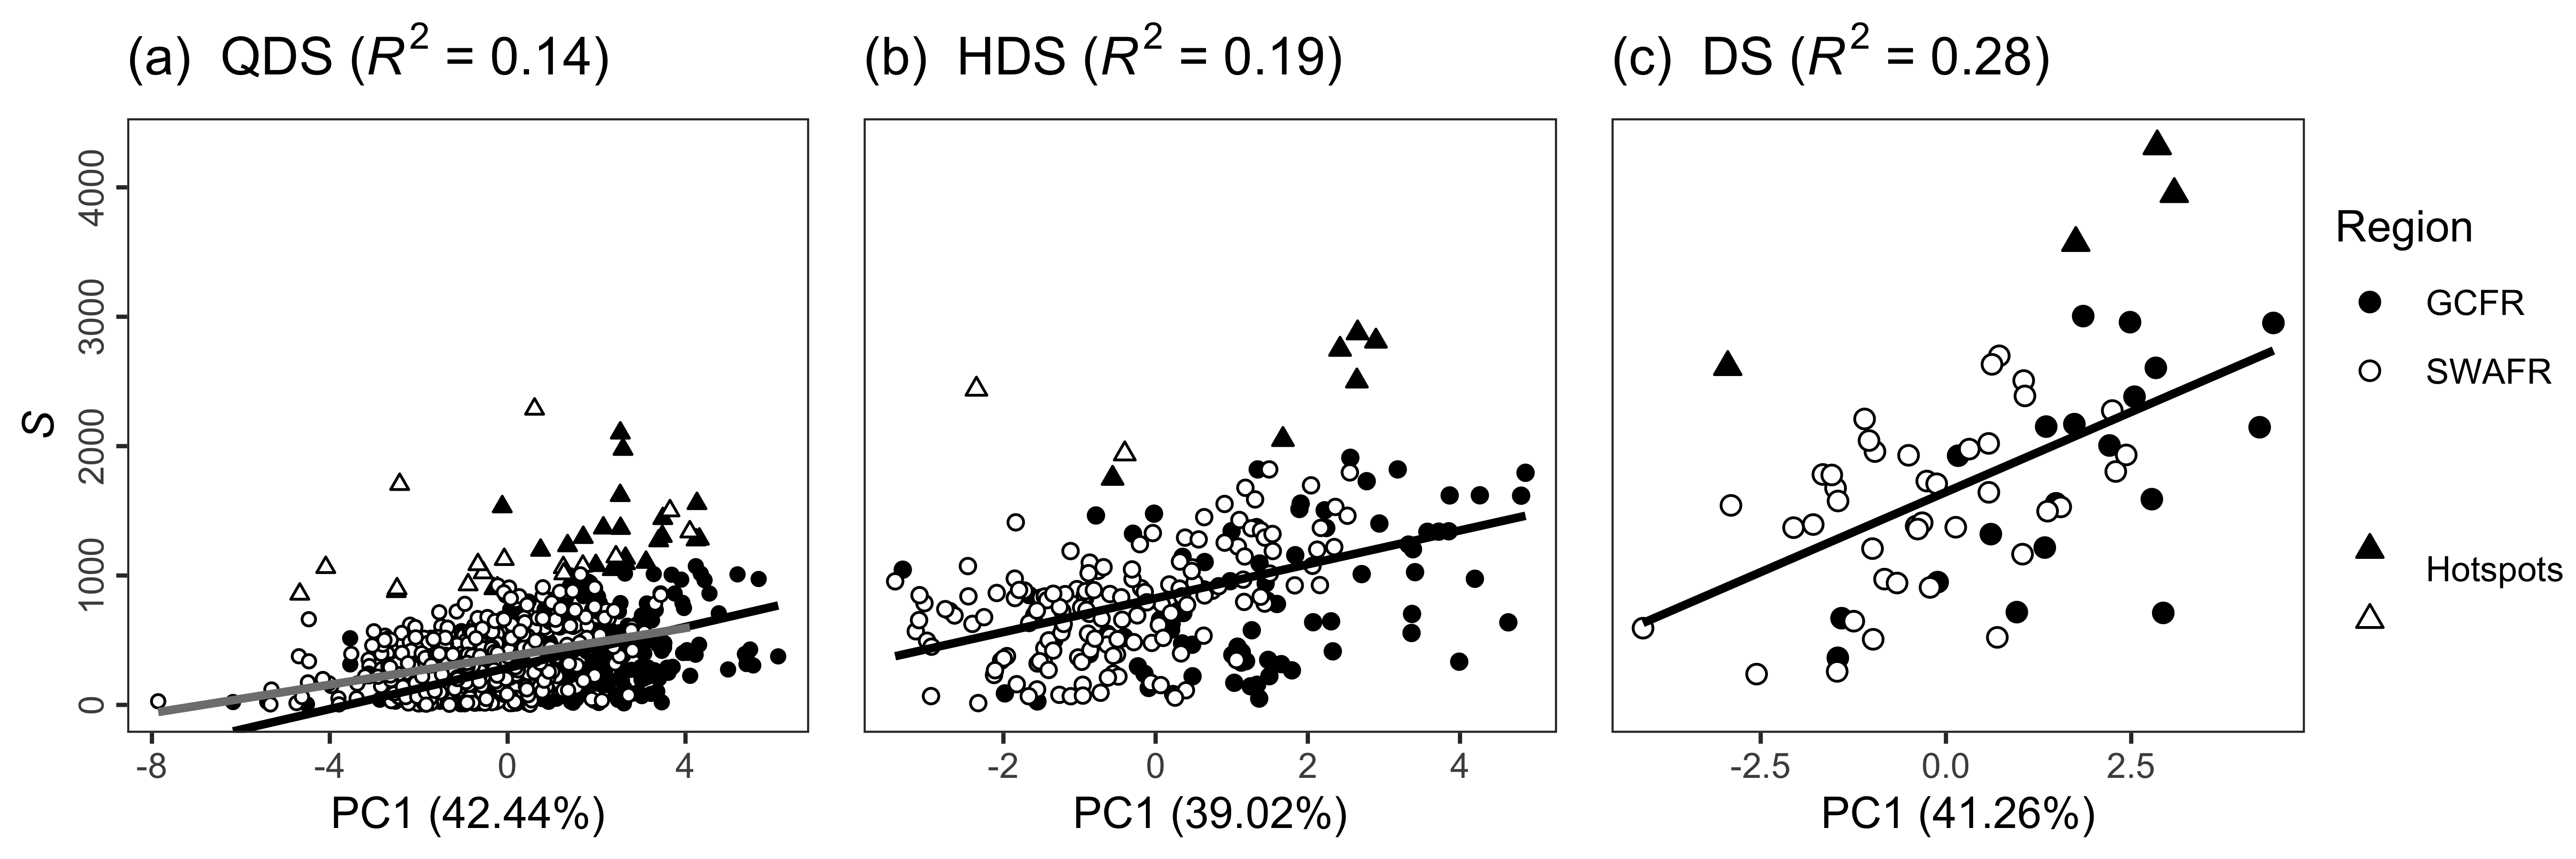 (a) QDS (R² = 0.14)
(b) HDS (R² = 0.19)
(c) DS (R² = 0.28)
S
4000
3000
2000
1000
0
-8 -4 0 4
-2 0 2 4
-2.5 0.0 2.5
PC1 (42.44%)
PC1 (39.02%)
PC1 (41.26%)
Region
GCFR
SWAFR
Hotspots